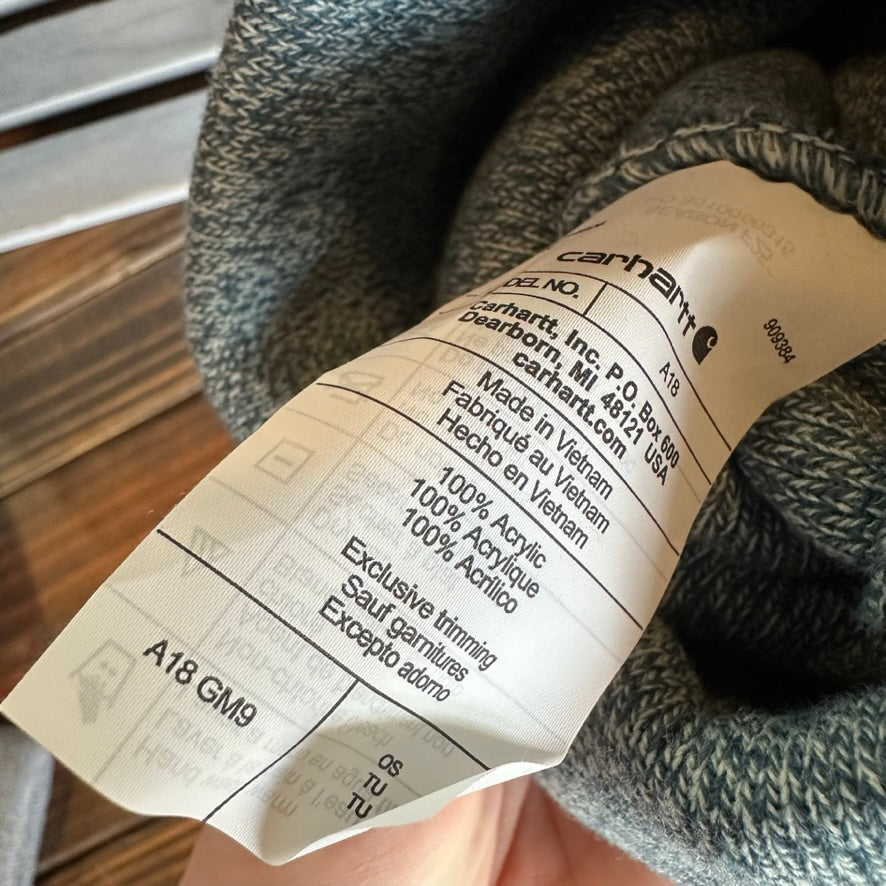 carhartt
DEL NO. A18
909384
Carhartt, Inc. P.O. Box 600
Dearborn, MI 48121 USA
carhartt.com
Made in Vietnam
Fabriqué au Vietnam
Hecho en Vietnam
100% Acrylic
100% Acrylique
100% Acrílico
Exclusive trimming
Sauf garnitures
Excepto adorno
A18 GM9
OS
TU
TU